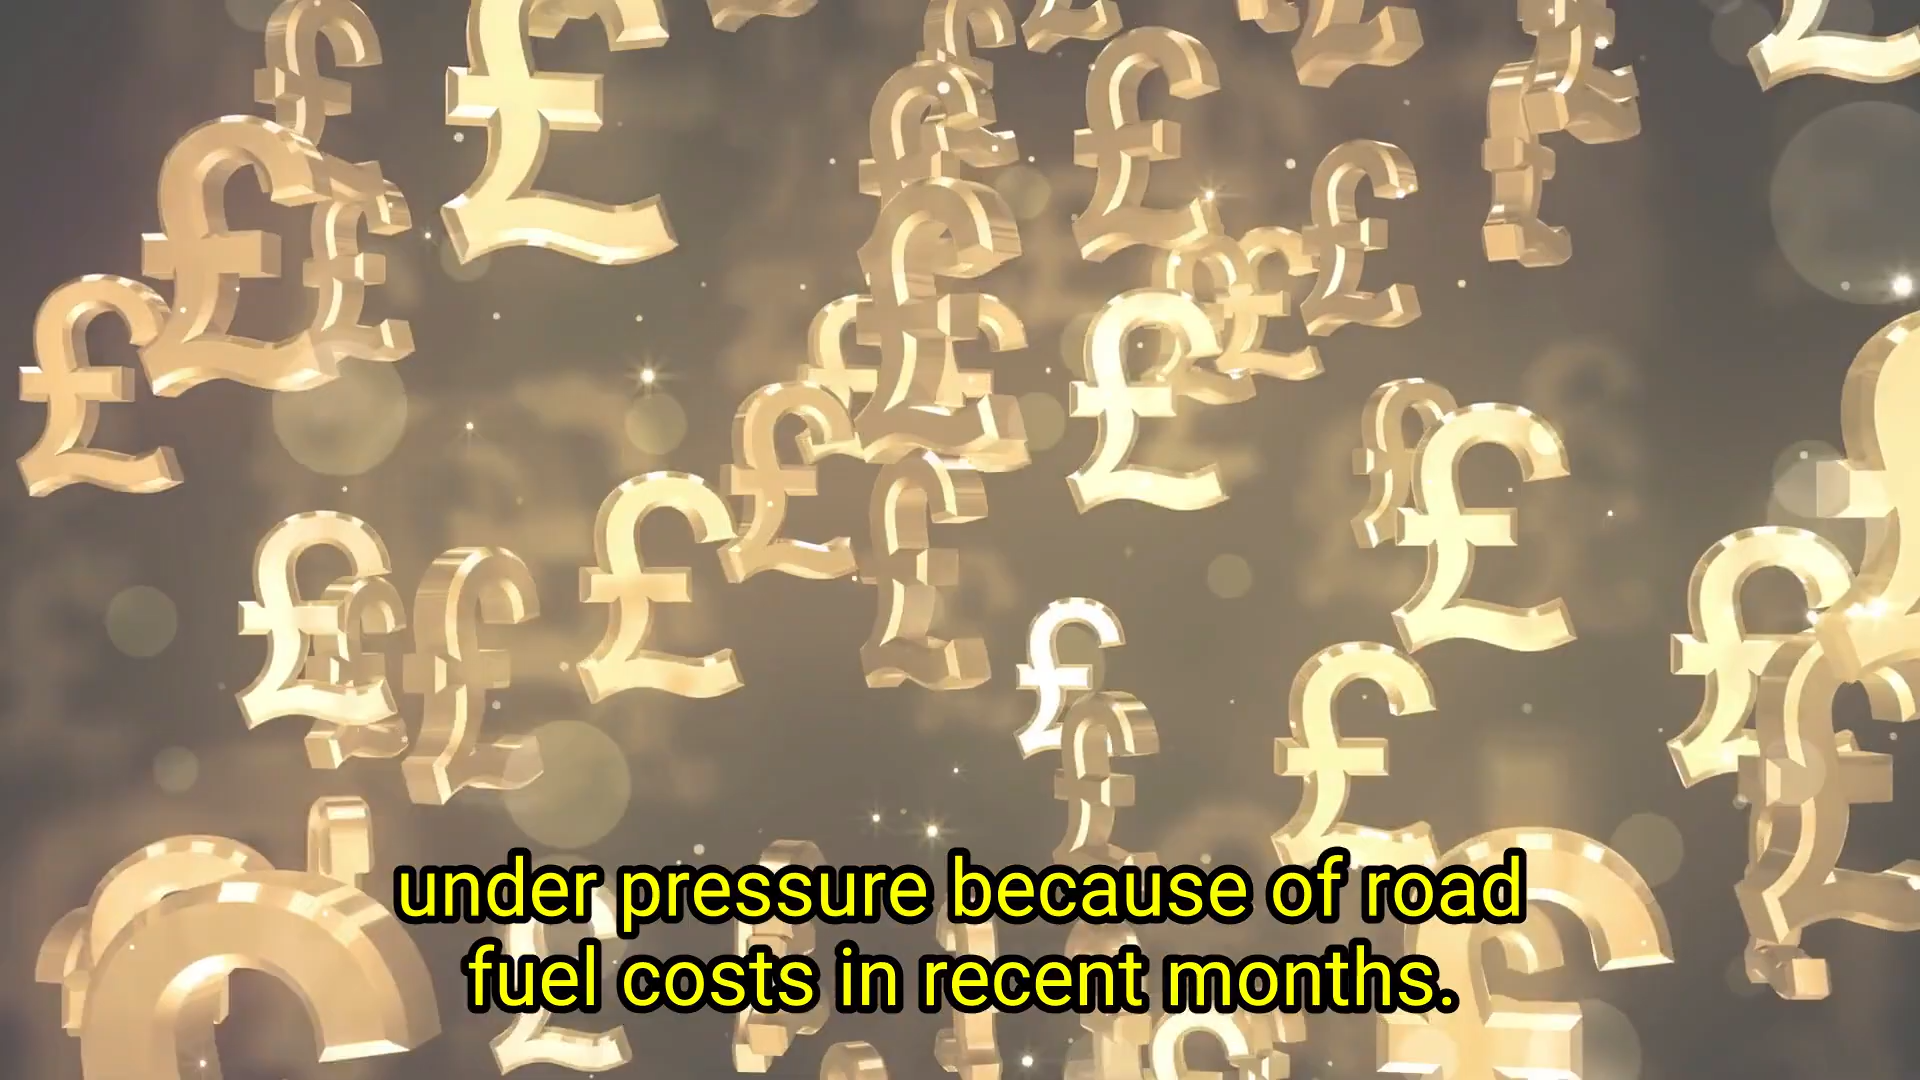 under pressure because of road
fuel costs in recent months.